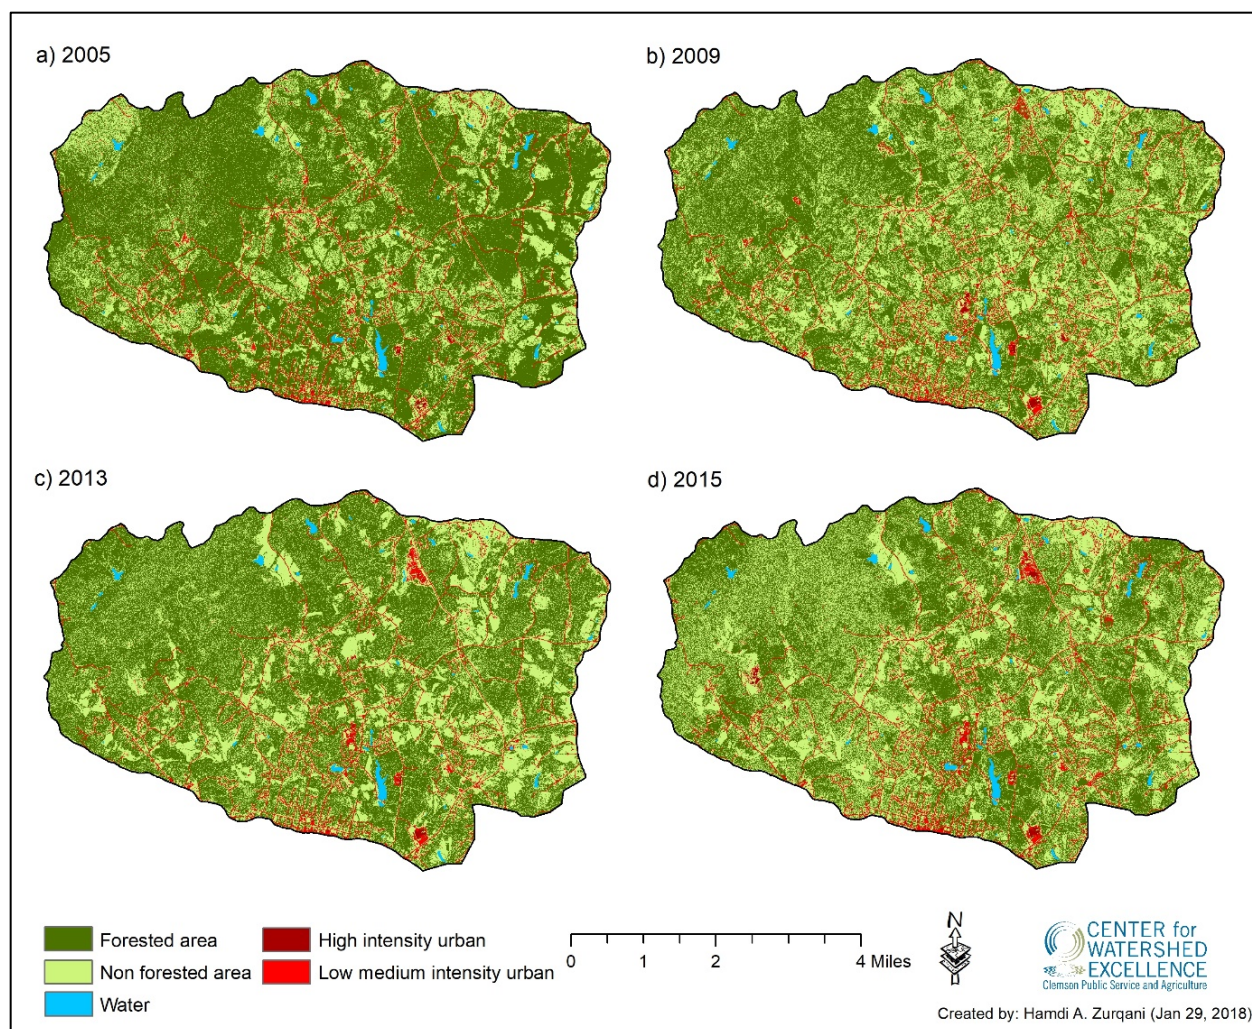 a) 2005
b) 2009
c) 2013
d) 2015
Forested area
High intensity urban
Non forested area
Low medium intensity urban
Water
0 1 2 4 Miles
N
CENTER for
WATERSHED
EXCELLENCE
Clemson Public Service and Agriculture
Created by: Hamdi A. Zurqani (Jan 29, 2018)